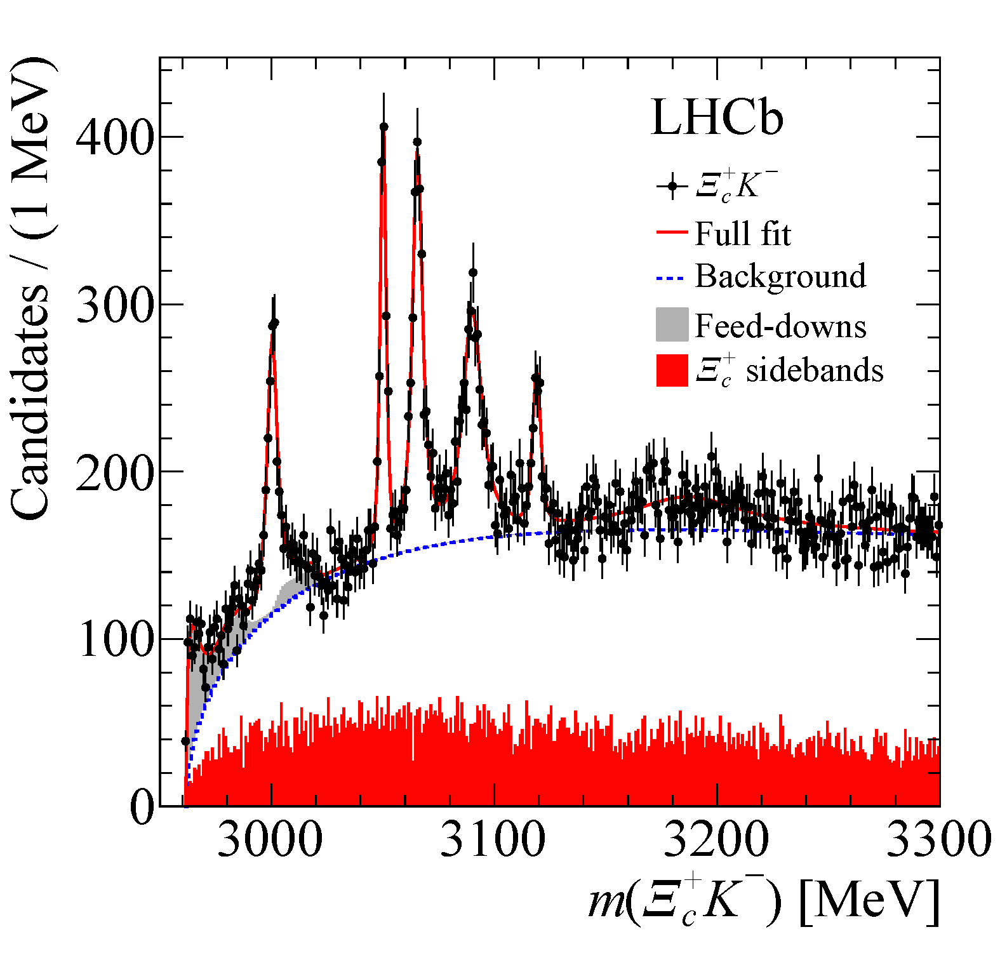 Candidates / (1 MeV)
400
300
200
100
0
LHCb
Ξc+K−
Full fit
Background
Feed-downs
Ξc+ sidebands
3000 3100 3200 3300
m(Ξc+K−) [MeV]